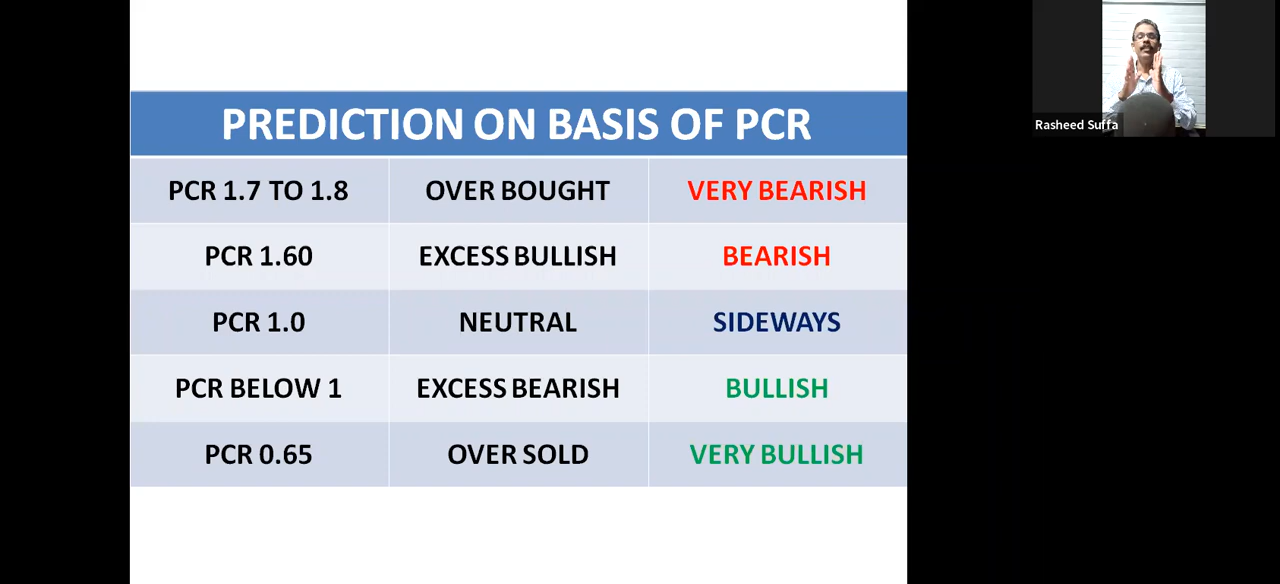 PREDICTION ON BASIS OF PCR
PCR 1.7 TO 1.8 OVER BOUGHT VERY BEARISH
PCR 1.60 EXCESS BULLISH BEARISH
PCR 1.0 NEUTRAL SIDEWAYS
PCR BELOW 1 EXCESS BEARISH BULLISH
PCR 0.65 OVER SOLD VERY BULLISH
Rasheed Suffa